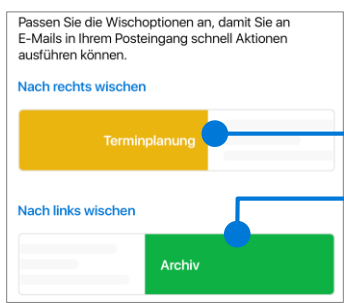 Passen Sie die Wischoptionen an, damit Sie an
E-Mails in Ihrem Posteingang schnell Aktionen
ausführen können.
Nach rechts wischen
Terminplanung
Nach links wischen
Archiv